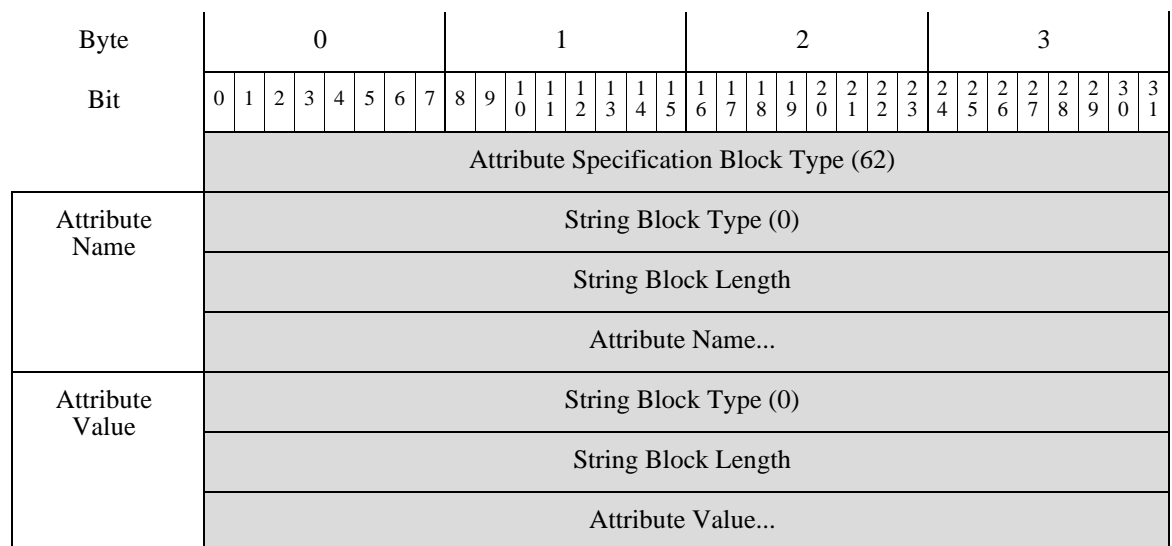 Byte 0 1 2 3
Bit 0 1 2 3 4 5 6 7 8 9 10 11 12 13 14 15 16 17 18 19 20 21 22 23 24 25 26 27 28 29 30 31
Attribute Specification Block Type (62)
Attribute
Name
String Block Type (0)
String Block Length
Attribute Name...
Attribute
Value
String Block Type (0)
String Block Length
Attribute Value...